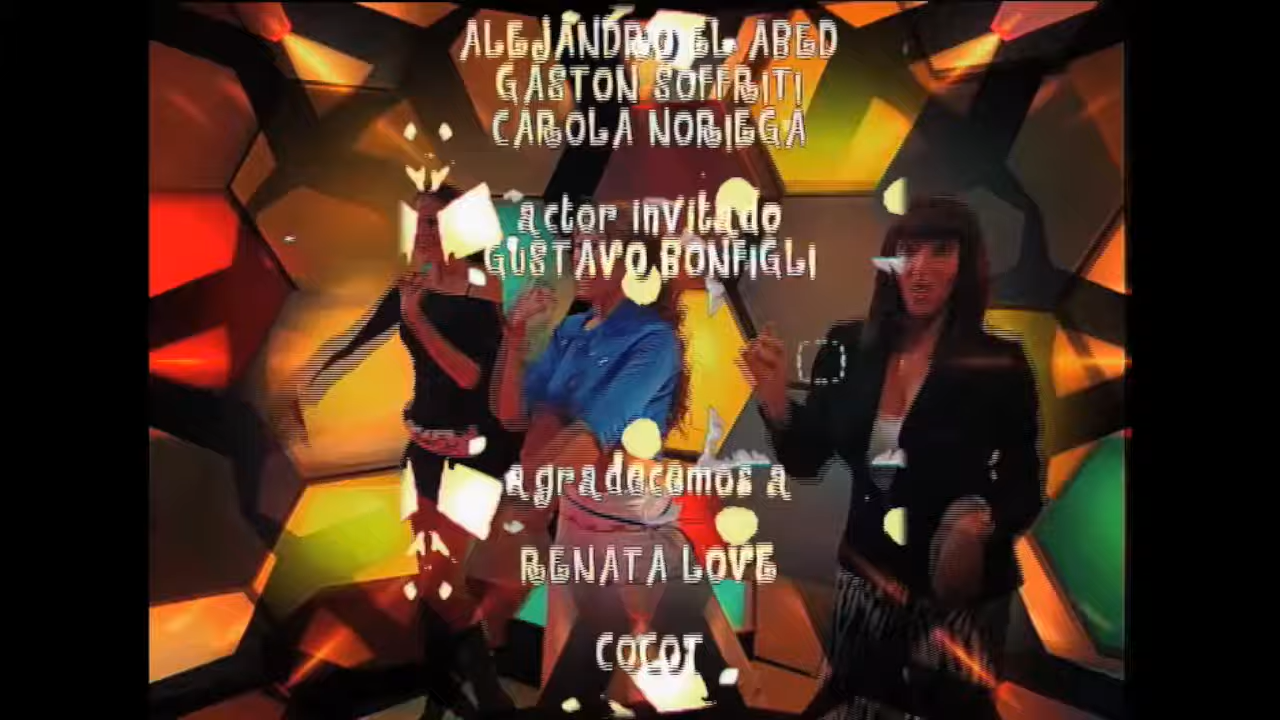 ALEJANDRO EL ABED
GASTON SOFFRITI
CAROLA NORIEGA
actor invitado
GUSTAVO BONFIGLI
agradecemos a
RENATA LOVE
COCOT